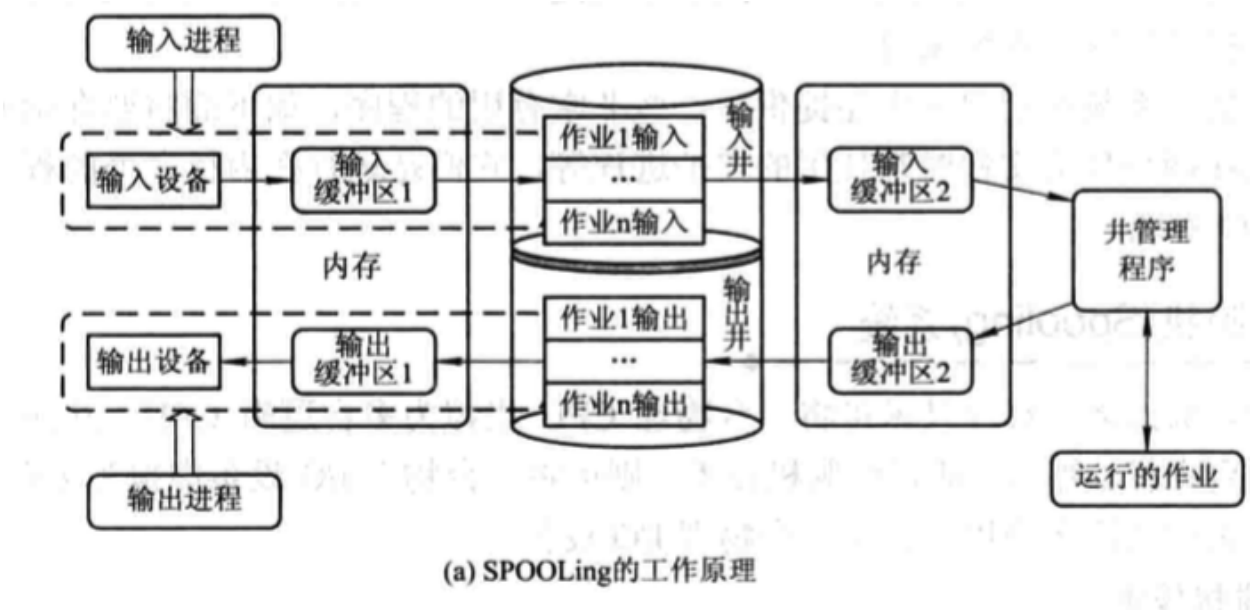 输入进程
输入设备
输入
缓冲区1
作业1输入
...
作业n输入
输入井
输入
缓冲区2
内存
内存
井管理
程序
输出设备
输出
缓冲区1
作业1输出
...
作业n输出
输出井
输出
缓冲区2
输出进程
运行的作业
(a) SPOOLing的工作原理